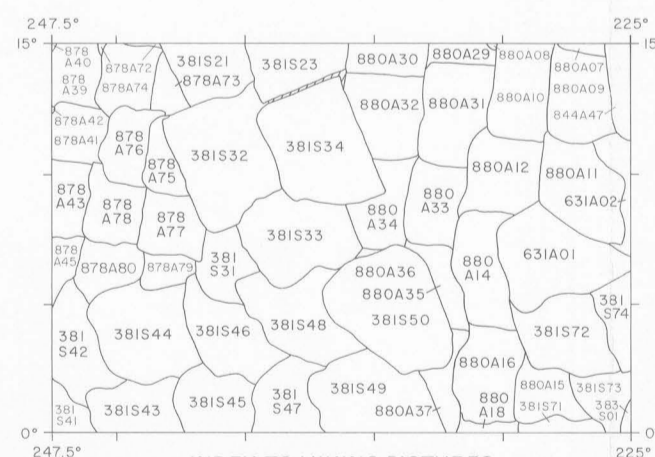 247.5°
225°
15°
15
878
A40
878
A39
878A72
878A74
381S21
878A73
381S23
880A30
880A29
880A08
880A07
880A09
844A47
880A10
880A32
880A31
878A42
878A41
878
A76
878
A75
381S32
381S34
880A12
880A11
631A02
878
A43
878
A78
878
A77
880
A34
880
A33
381S33
381
S31
878
A45
878A80
878A79
880A36
880A35
381S50
880
A14
631A01
381
S74
381
S42
381S44
381S46
381S48
381S72
880A16
381
S41
381S43
381S45
381
S47
381S49
880A37
880
A18
880A15
381S71
381S73
383
S01
0°
0°
247.5°
225°